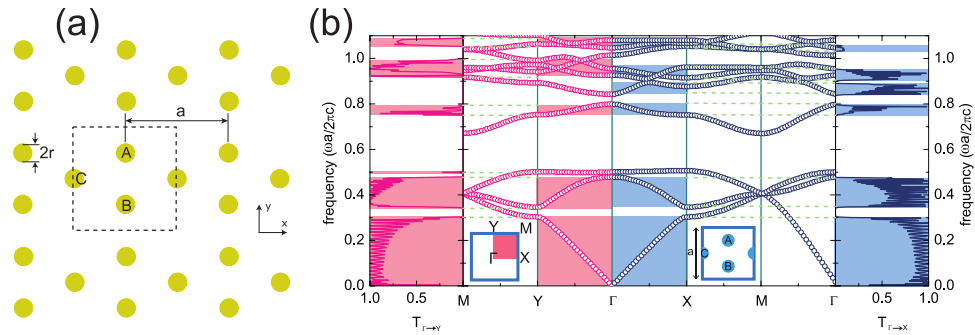 (a)
a
2r
A
C
B
y
x
(b)
frequency (ωa/2πc)
1.0
0.8
0.6
0.4
0.2
0.0
Y M
Γ X
a
A
C
B
1.0
0.8
0.6
0.4
0.2
0.0
frequency (ωa/2πc)
1.0 0.5 M Y Γ X M Γ 0.5 1.0
T Γ→Y
T Γ→X